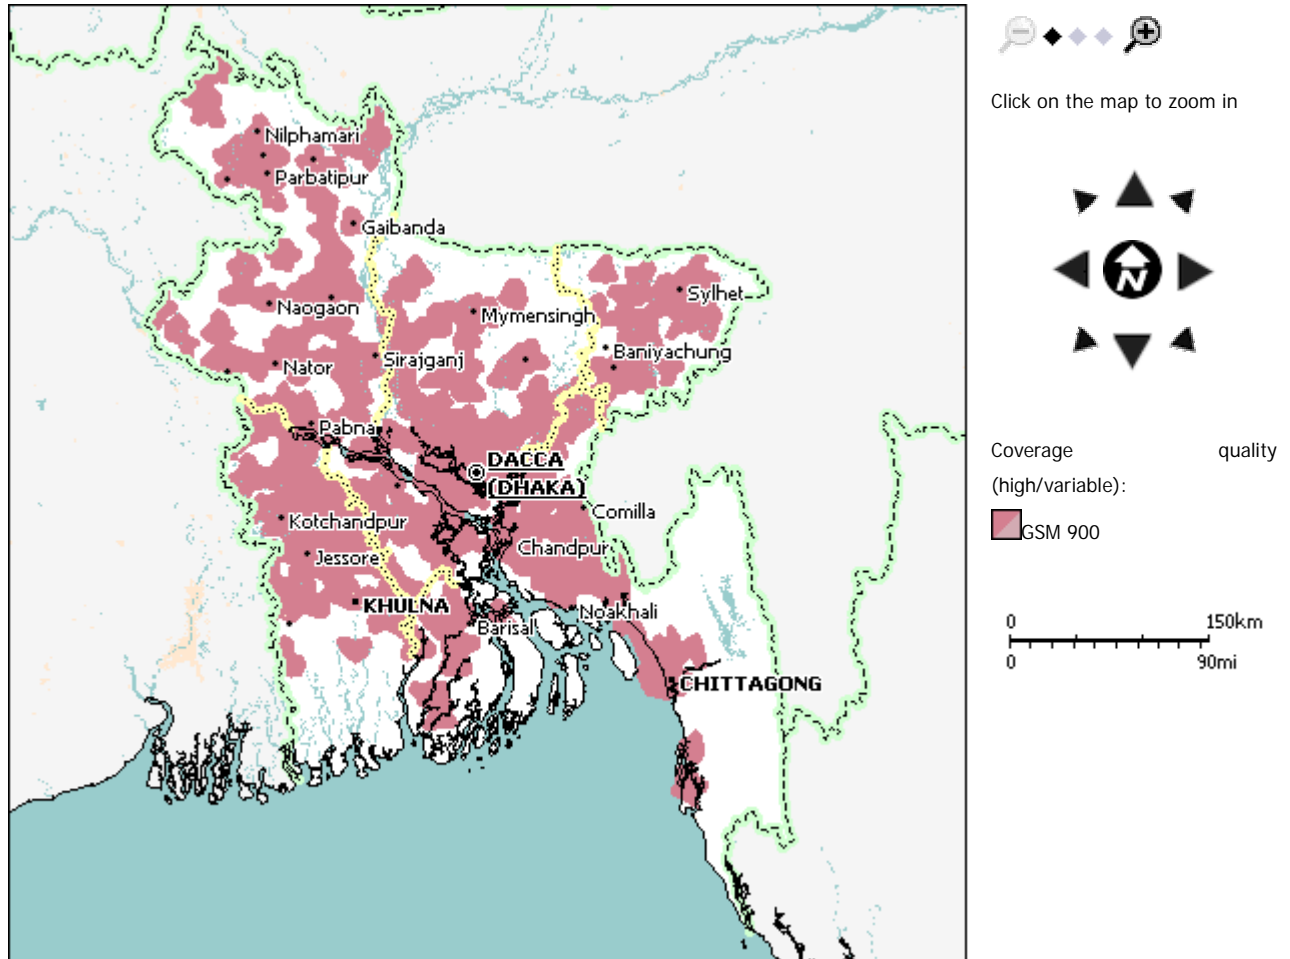 Click on the map to zoom in
N
Nilphamari
Parbatipur
Gaibanda
Sylhet
Naogaon
Mymensingh
Baniyachung
Sirajganj
Nator
Pabna
DACCA
(DHAKA)
Comilla
Kotchandpur
Chandpur
Jessore
KHULNA
Noakhali
Barisal
CHITTAGONG
Coverage quality
(high/variable):
GSM 900
0 150km
0 90mi